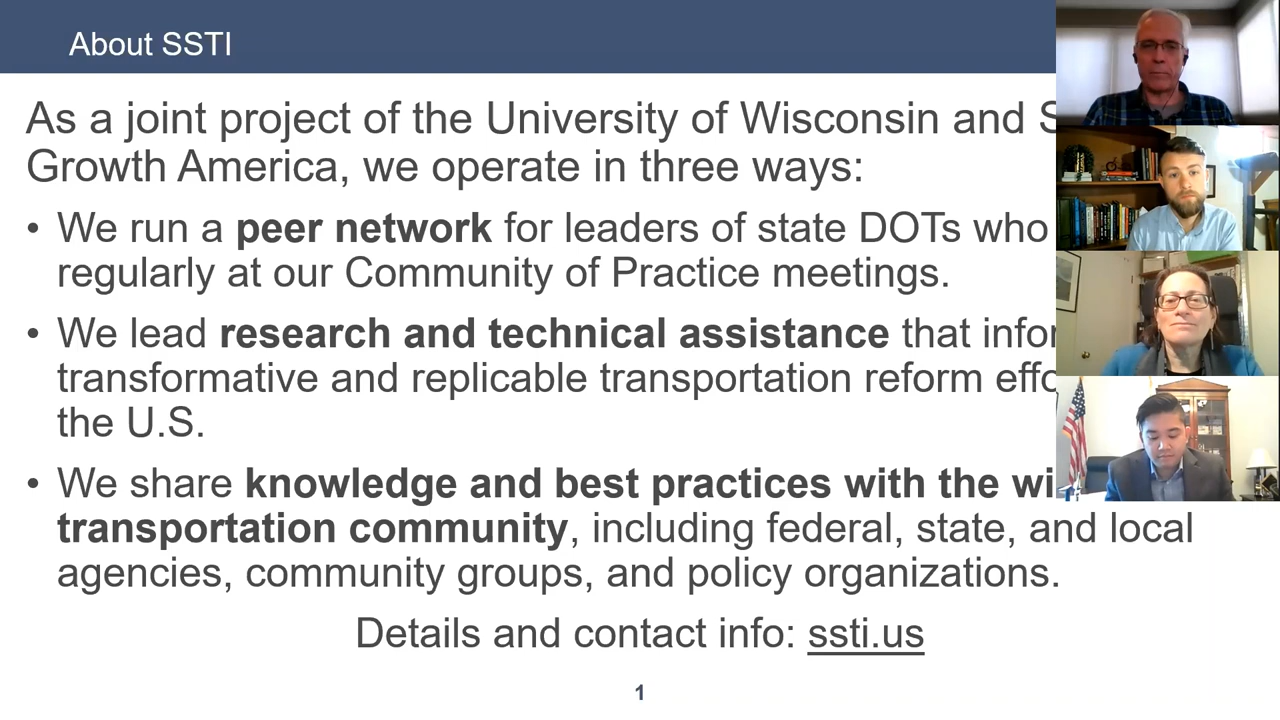 About SSTI
As a joint project of the University of Wisconsin and
Growth America, we operate in three ways:
• We run a peer network for leaders of state DOTs who
regularly at our Community of Practice meetings.
• We lead research and technical assistance that
transformative and replicable transportation reform
the U.S.
• We share knowledge and best practices with the
transportation community, including federal, state, and local
agencies, community groups, and policy organizations.
Details and contact info: ssti.us
1